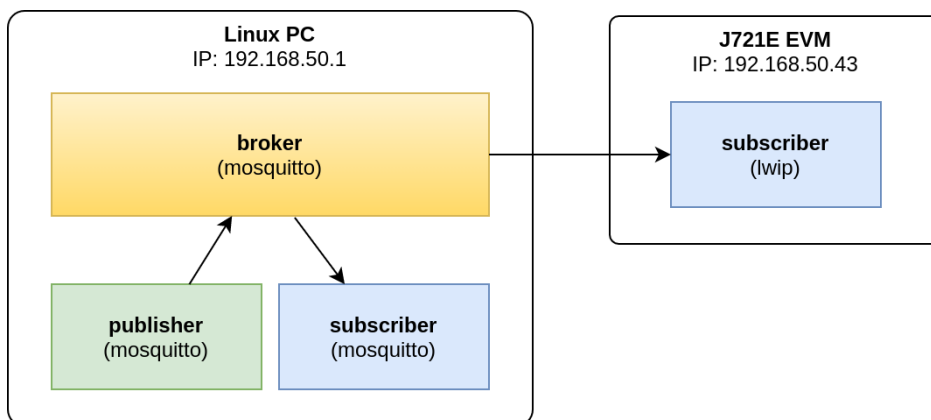 Linux PC
IP: 192.168.50.1
broker
(mosquitto)
publisher
(mosquitto)
subscriber
(mosquitto)
J721E EVM
IP: 192.168.50.43
subscriber
(lwip)